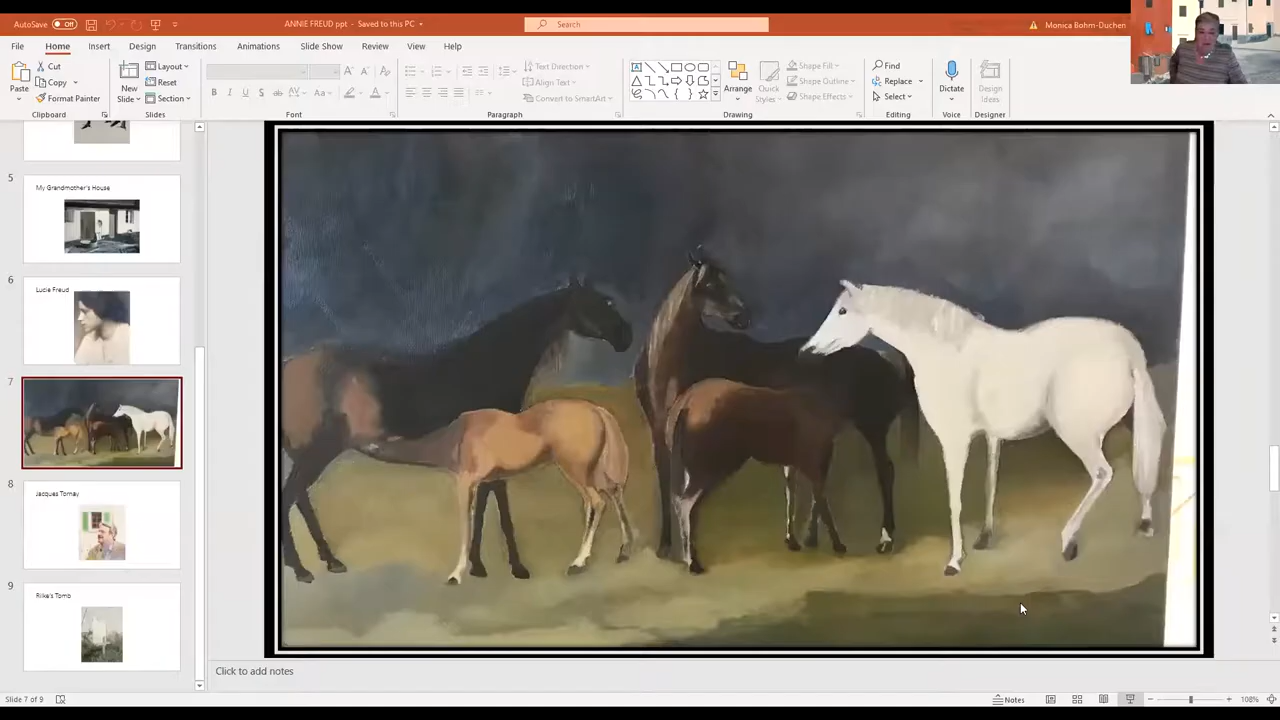 AutoSave Off ANNIE FREUD ppt - Saved to this PC Search Monica Bohm-Duchen
File Home Insert Design Transitions Animations Slide Show Review View Help
Cut
Copy
Format Painter
Paste
Clipboard
New
Slide
Layout
Reset
Section
Slides
B I U S
Aa A
Font
Text Direction
Align Text
Convert to SmartArt
Paragraph
Arrange
Quick
Styles
Shape Fill
Shape Outline
Shape Effects
Drawing
Find
Replace
Select
Editing
Dictate
Voice
Design
Ideas
Designer
5
My Grandmother's House
6
Lucie Freud
7
8
Jacques Tornay
9
Rilke's Tomb
Click to add notes
Slide 7 of 9 Notes 108%